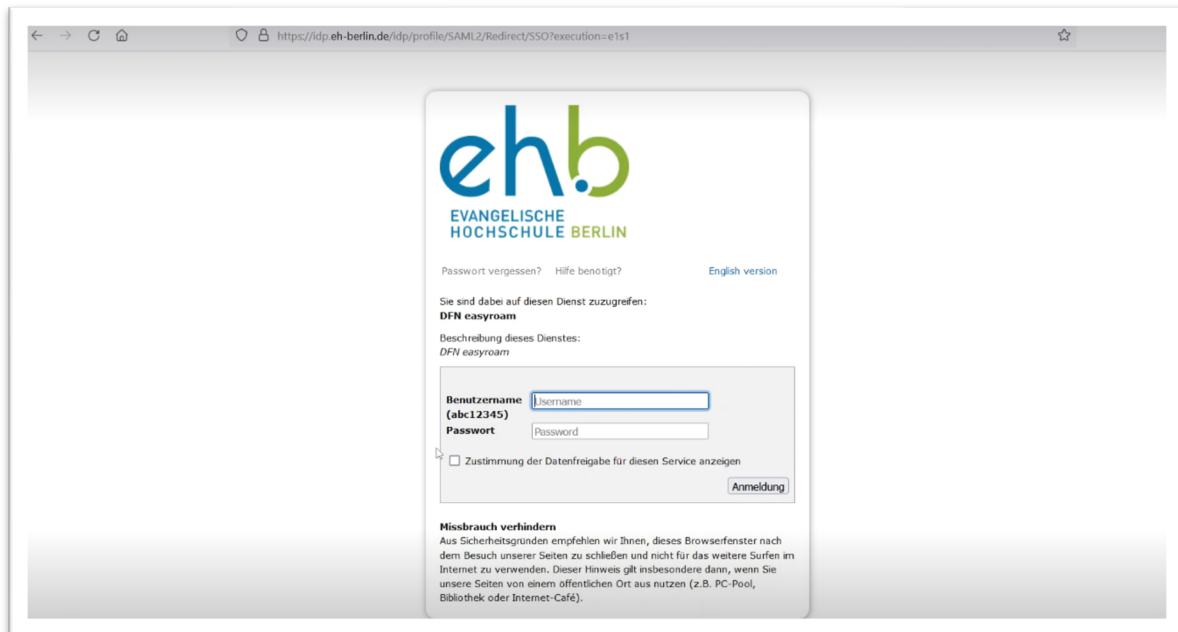 https://idp.eh-berlin.de/idp/profile/SAML2/Redirect/SSO?execution=e1s1
ehb
EVANGELISCHE
HOCHSCHULE BERLIN
Passwort vergessen? Hilfe benötigt? English version
Sie sind dabei auf diesen Dienst zuzugreifen:
DFN easyroam
Beschreibung dieses Dienstes:
DFN easyroam
Benutzername Username
(abc12345)
Passwort Password
Zustimmung der Datenfreigabe für diesen Service anzeigen
Anmeldung
Missbrauch verhindern
Aus Sicherheitsgründen empfehlen wir Ihnen, dieses Browserfenster nach
dem Besuch unserer Seiten zu schließen und nicht für das weitere Surfen im
Internet zu verwenden. Dieser Hinweis gilt insbesondere dann, wenn Sie
unsere Seiten von einem öffentlichen Ort aus nutzen (z.B. PC-Pool,
Bibliothek oder Internet-Café).